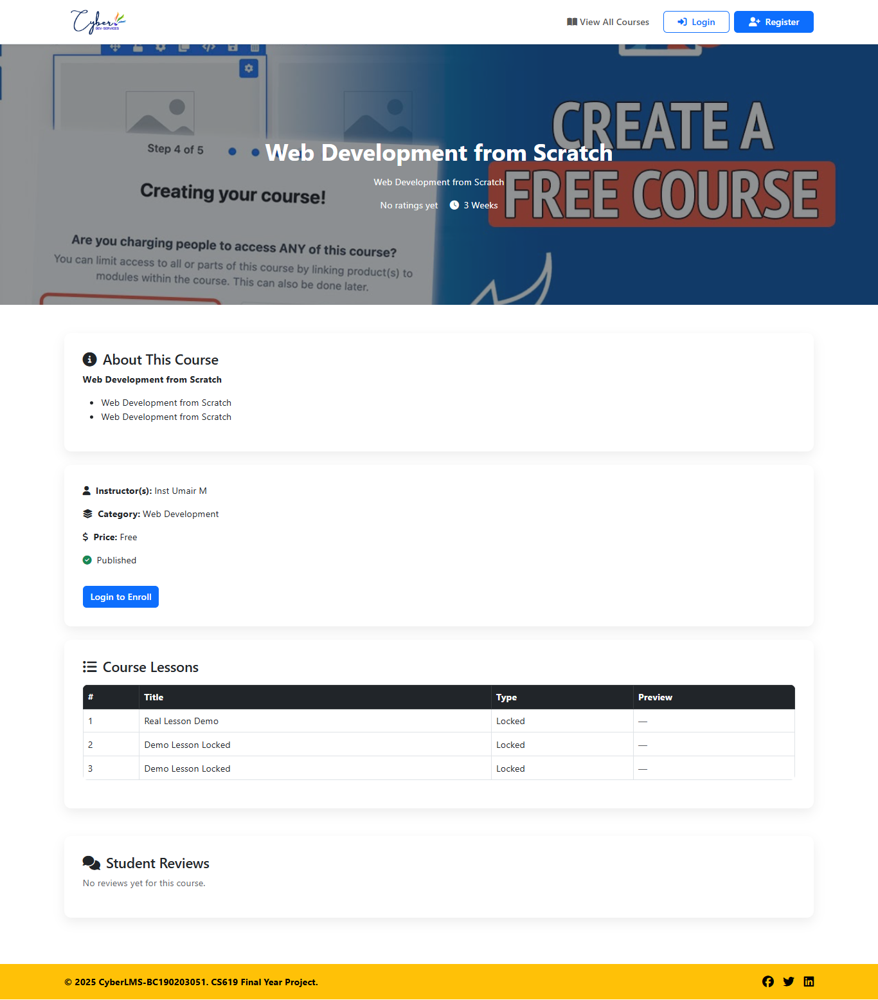 Cyber
DEV-SERVICES
View All Courses
Login
Register
CREATE A
FREE COURSE
Step 4 of 5
Creating your course!
Are you charging people to access ANY of this course?
You can limit access to all or parts of this course by linking product(s) to
modules within the course. This can also be done later.
Web Development from Scratch
Web Development from Scratch
No ratings yet 3 Weeks
About This Course
Web Development from Scratch
• Web Development from Scratch
• Web Development from Scratch
Instructor(s): Inst Umair M
Category: Web Development
$ Price: Free
Published
Login to Enroll
Course Lessons
# Title Type Preview
1 Real Lesson Demo Locked —
2 Demo Lesson Locked Locked —
3 Demo Lesson Locked Locked —
Student Reviews
No reviews yet for this course.
© 2025 CyberLMS-BC190203051. CS619 Final Year Project.